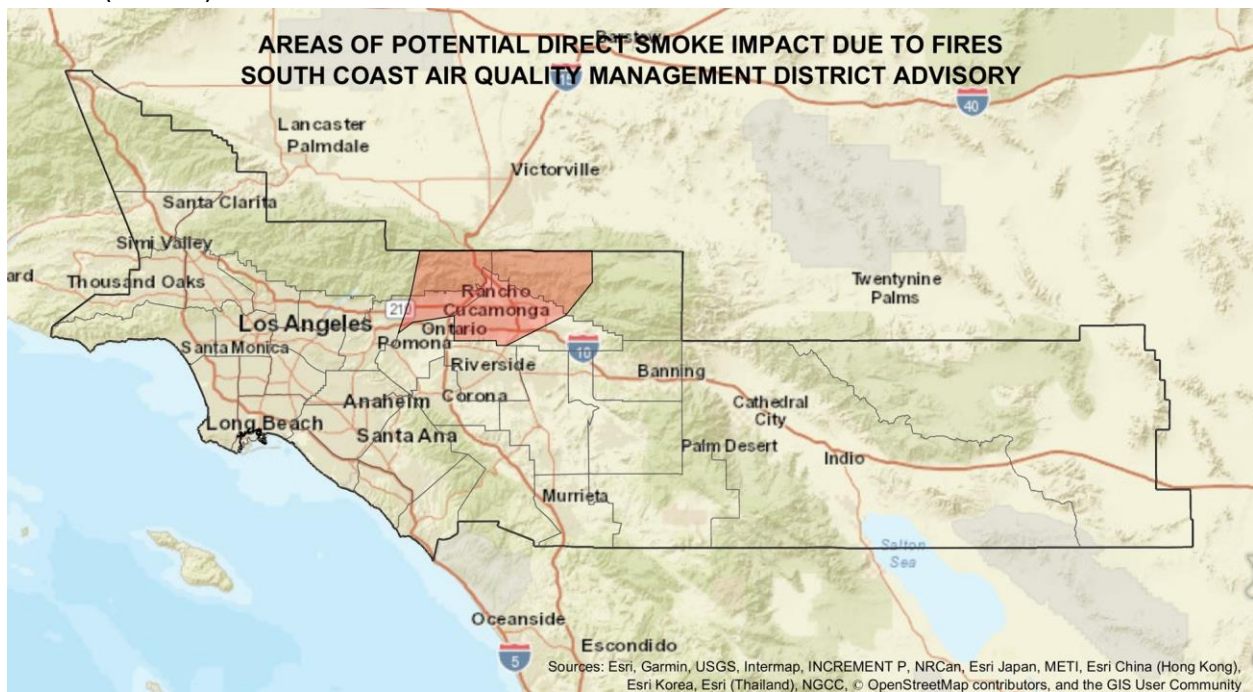 AREAS OF POTENTIAL DIRECT SMOKE IMPACT DUE TO FIRES
SOUTH COAST AIR QUALITY MANAGEMENT DISTRICT ADVISORY
Barstow
15
40
Lancaster
Palmdale
Victorville
Santa Clarita
Simi Valley
ard
Thousand Oaks
Twentynine
Palms
Rancho
Cucamonga
210
Los Angeles
Ontario
Pomona
Santa Monica
10
Riverside
Banning
Anaheim
Corona
Cathedral
City
Long Beach
Santa Ana
Palm Desert
Indio
Murrieta
Salton
Sea
Oceanside
Escondido
5
Sources: Esri, Garmin, USGS, Intermap, INCREMENT P, NRCan, Esri Japan, METI, Esri China (Hong Kong),
Esri Korea, Esri (Thailand), NGCC, © OpenStreetMap contributors, and the GIS User Community